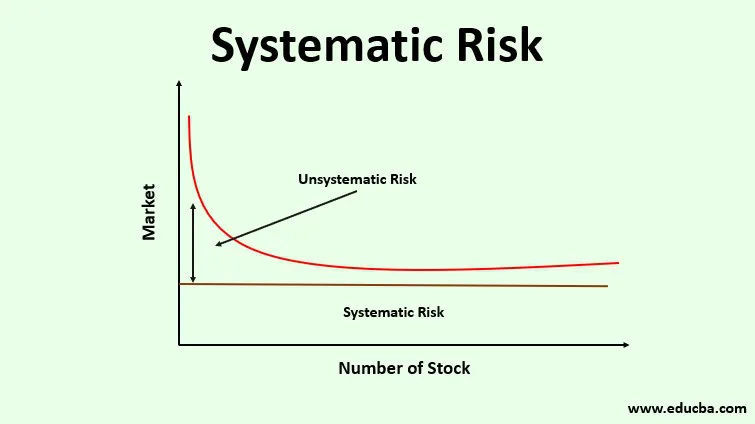 Systematic Risk
Unsystematic Risk
Market
Systematic Risk
Number of Stock
www.educba.com